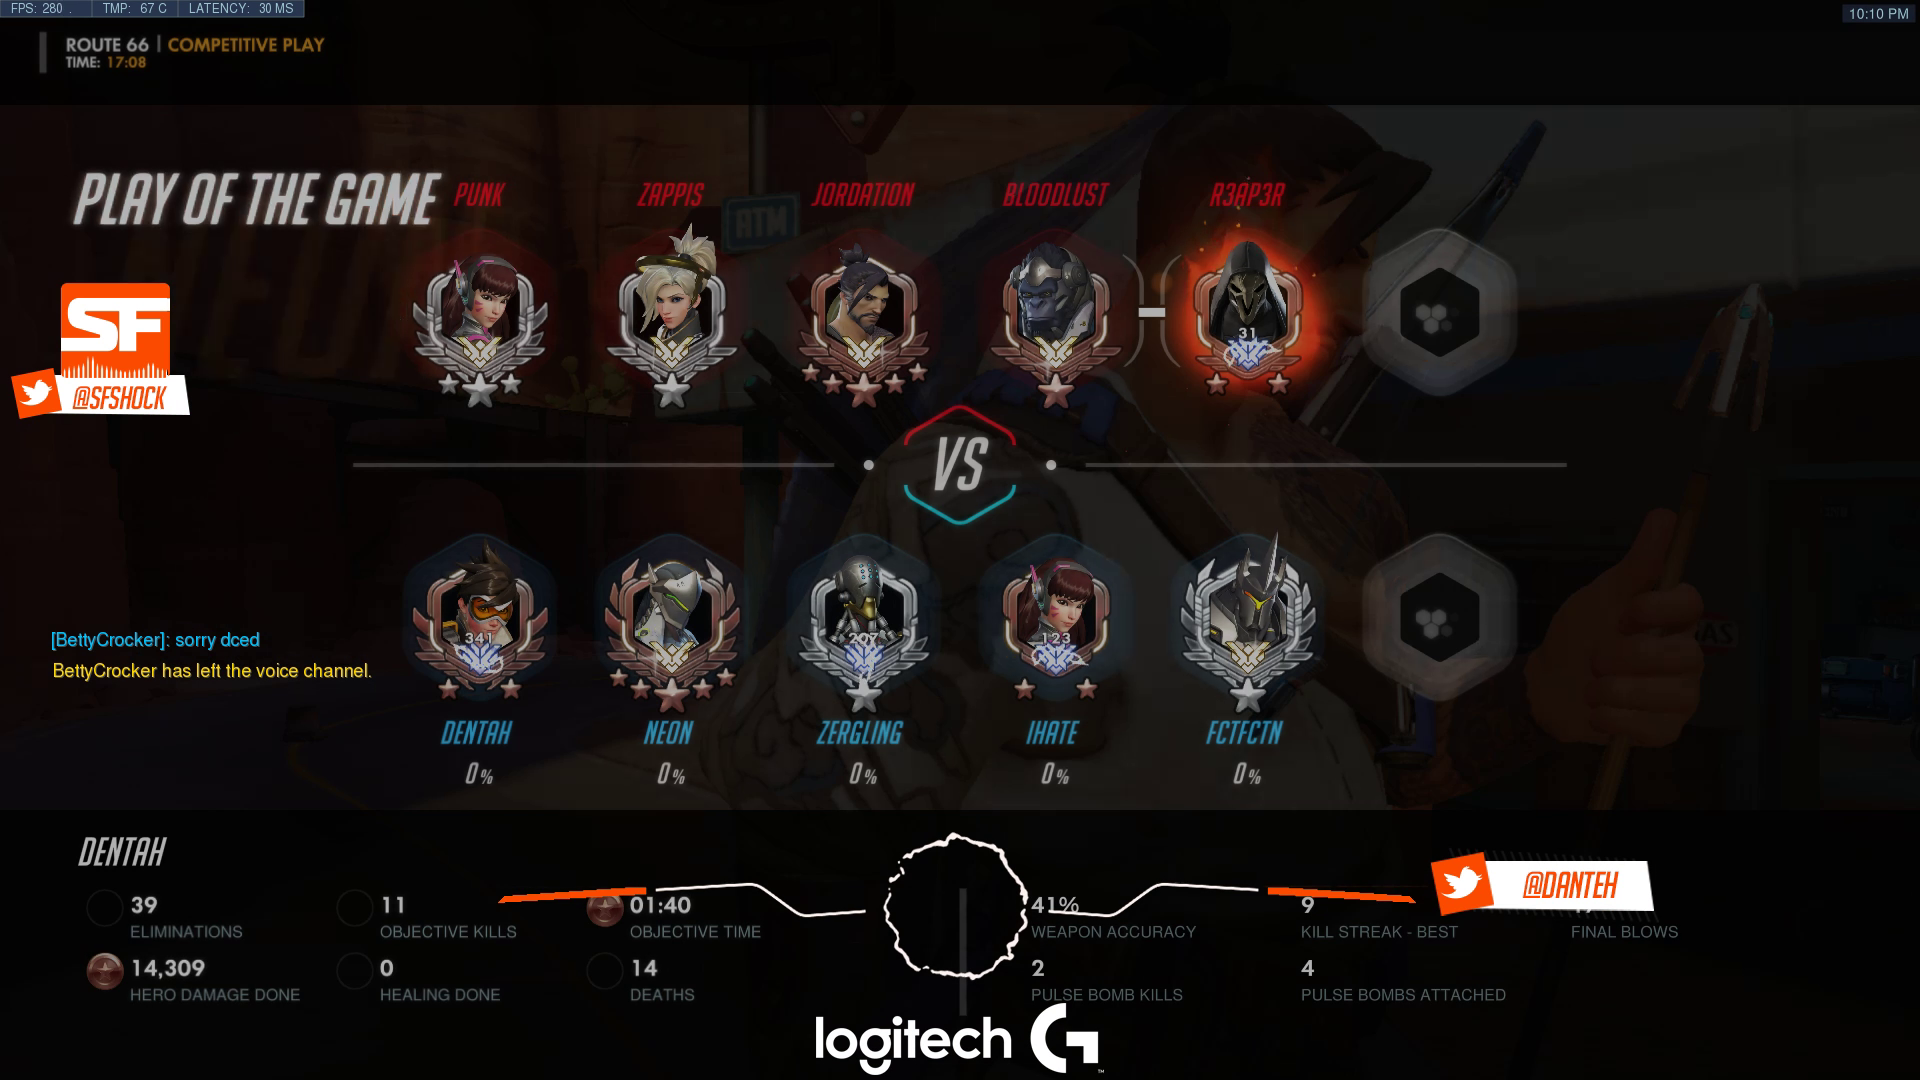 FPS: 280 TMP: 67 C LATENCY: 30 MS
10:10 PM
ROUTE 66 | COMPETITIVE PLAY
TIME: 17:08
PLAY OF THE GAME
PUNK ZAPPIS JORDATION BLOODLUST R3AP3R
ATM
SF
31
@SFSHOCK
VS
[BettyCrocker]: sorry dced
BettyCrocker has left the voice channel.
341 207 123
DENTAH NEON ZERGLING IHATE FCTFCTN
0% 0% 0% 0% 0%
DENTAH
@DANTEH
39 11 01:40 41% 9
ELIMINATIONS OBJECTIVE KILLS OBJECTIVE TIME WEAPON ACCURACY KILL STREAK - BEST FINAL BLOWS
14,309 0 14 2 4
HERO DAMAGE DONE HEALING DONE DEATHS PULSE BOMB KILLS PULSE BOMBS ATTACHED
logitech G